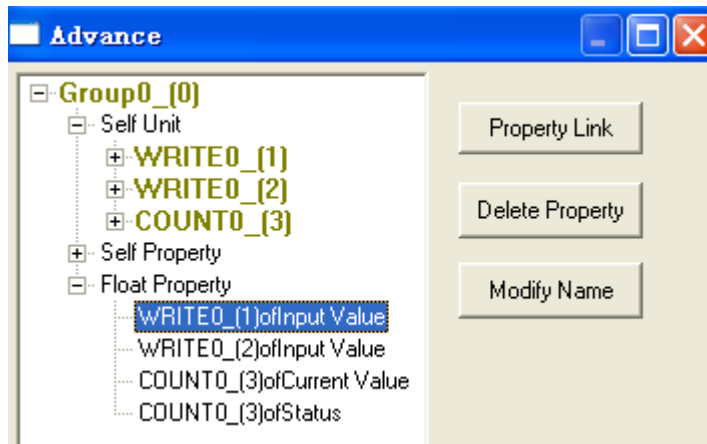 Advance
Group0_(0)
Self Unit
WRITE0_(1)
WRITE0_(2)
COUNT0_(3)
Self Property
Float Property
WRITE0_(1)ofInput Value
WRITE0_(2)ofInput Value
COUNT0_(3)ofCurrent Value
COUNT0_(3)ofStatus
Property Link
Delete Property
Modify Name